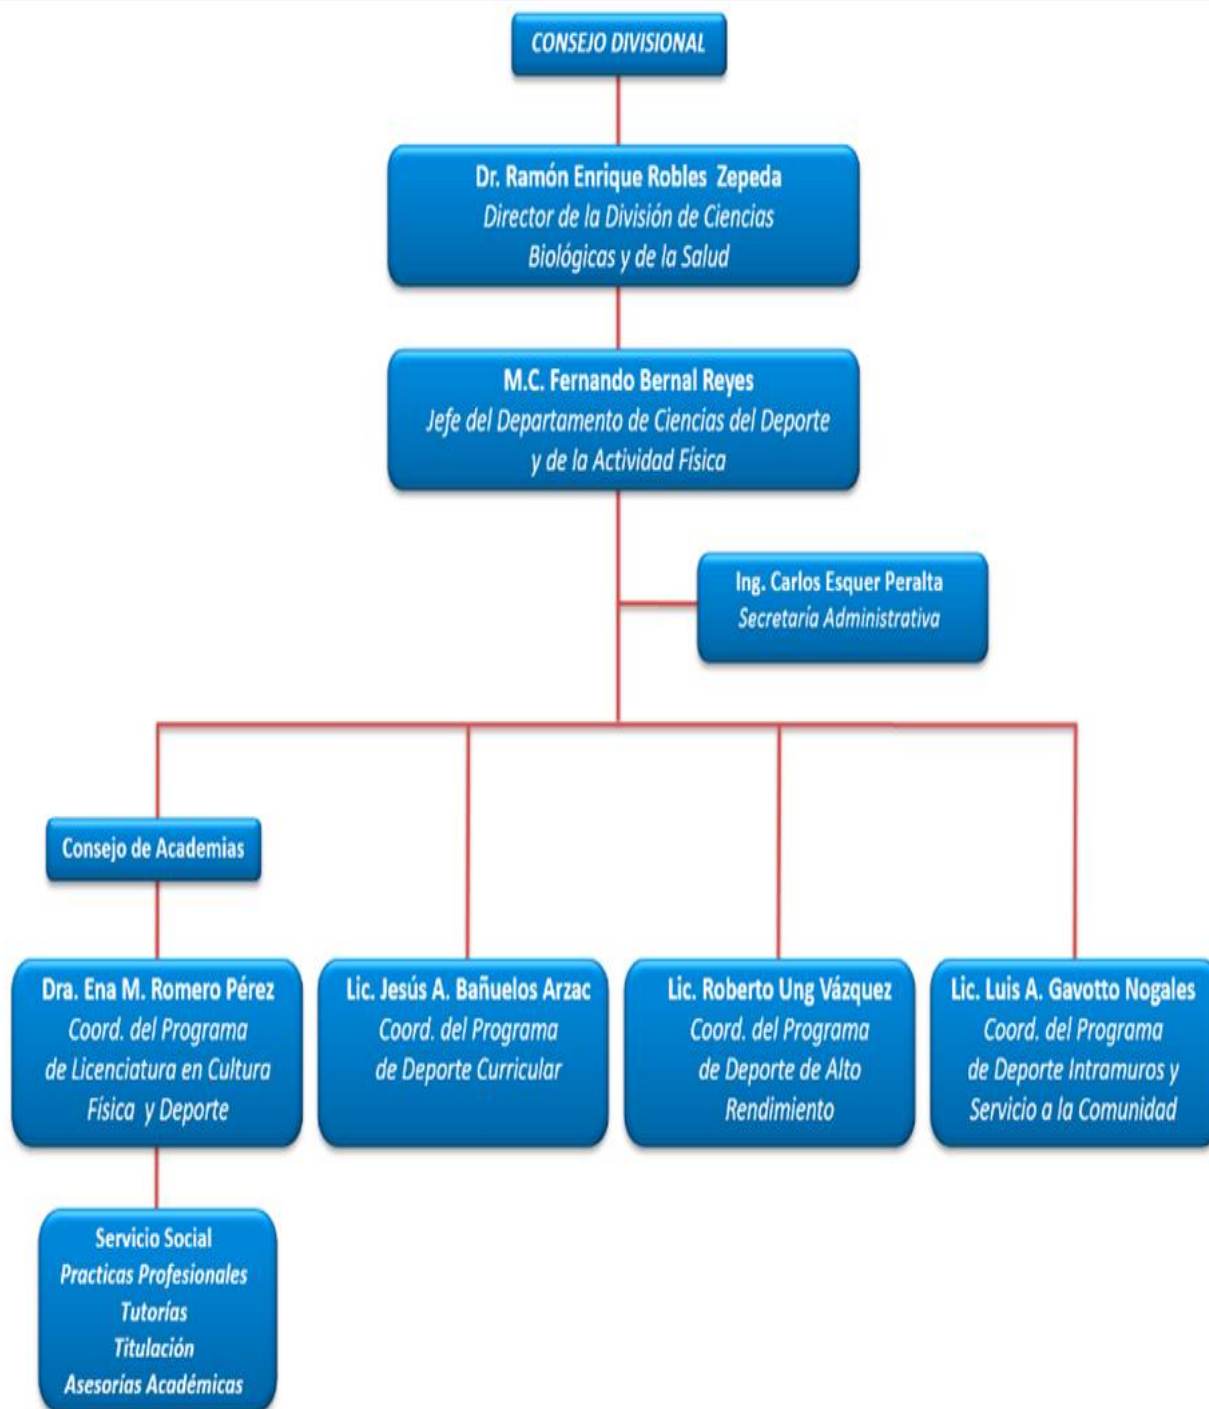 CONSEJO DIVISIONAL
Dr. Ramón Enrique Robles Zepeda
Director de la División de Ciencias
Biológicas y de la Salud
M.C. Fernando Bernal Reyes
Jefe del Departamento de Ciencias del Deporte
y de la Actividad Física
Ing. Carlos Esquer Peralta
Secretaría Administrativa
Consejo de Academias
Dra. Ena M. Romero Pérez
Coord. del Programa
de Licenciatura en Cultura
Física y Deporte
Lic. Jesús A. Bañuelos Arzac
Coord. del Programa
de Deporte Curricular
Lic. Roberto Ung Vázquez
Coord. del Programa
de Deporte de Alto
Rendimiento
Lic. Luis A. Gavotto Nogales
Coord. del Programa
de Deporte Intramuros y
Servicio a la Comunidad
Servicio Social
Practicas Profesionales
Tutorías
Titulación
Asesorías Académicas